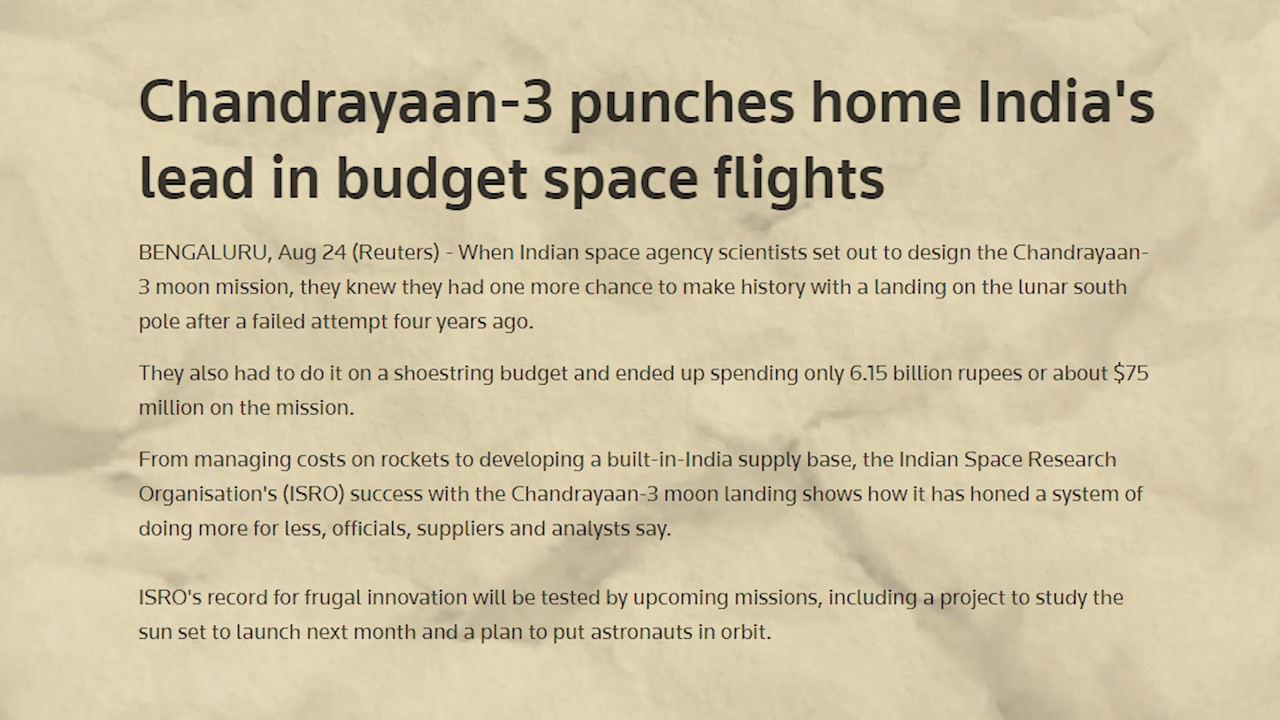 Chandrayaan-3 punches home India's
lead in budget space flights
BENGALURU, Aug 24 (Reuters) - When Indian space agency scientists set out to design the Chandrayaan-
3 moon mission, they knew they had one more chance to make history with a landing on the lunar south
pole after a failed attempt four years ago.
They also had to do it on a shoestring budget and ended up spending only 6.15 billion rupees or about $75
million on the mission.
From managing costs on rockets to developing a built-in-India supply base, the Indian Space Research
Organisation's (ISRO) success with the Chandrayaan-3 moon landing shows how it has honed a system of
doing more for less, officials, suppliers and analysts say.
ISRO's record for frugal innovation will be tested by upcoming missions, including a project to study the
sun set to launch next month and a plan to put astronauts in orbit.